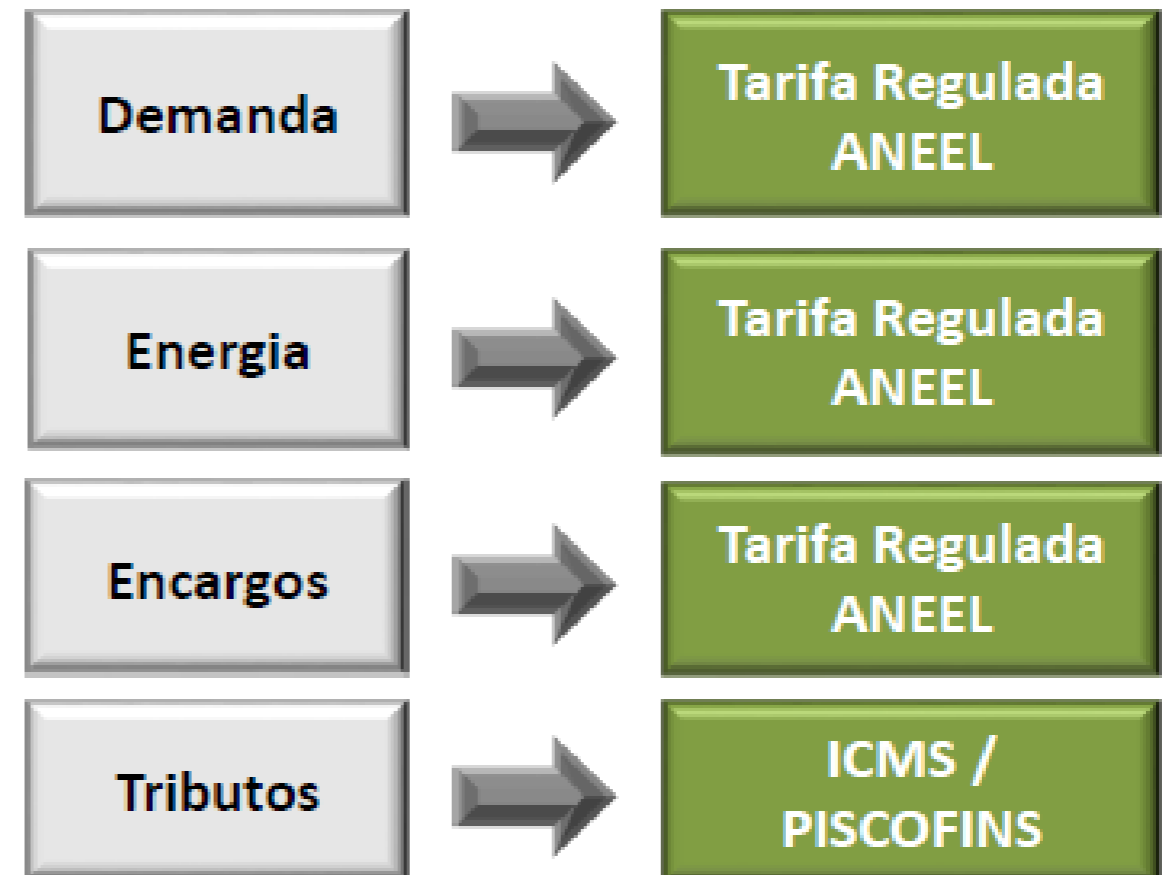 Demanda
Tarifa Regulada
ANEEL
Energia
Tarifa Regulada
ANEEL
Encargos
Tarifa Regulada
ANEEL
Tributos
ICMS /
PISCOFINS